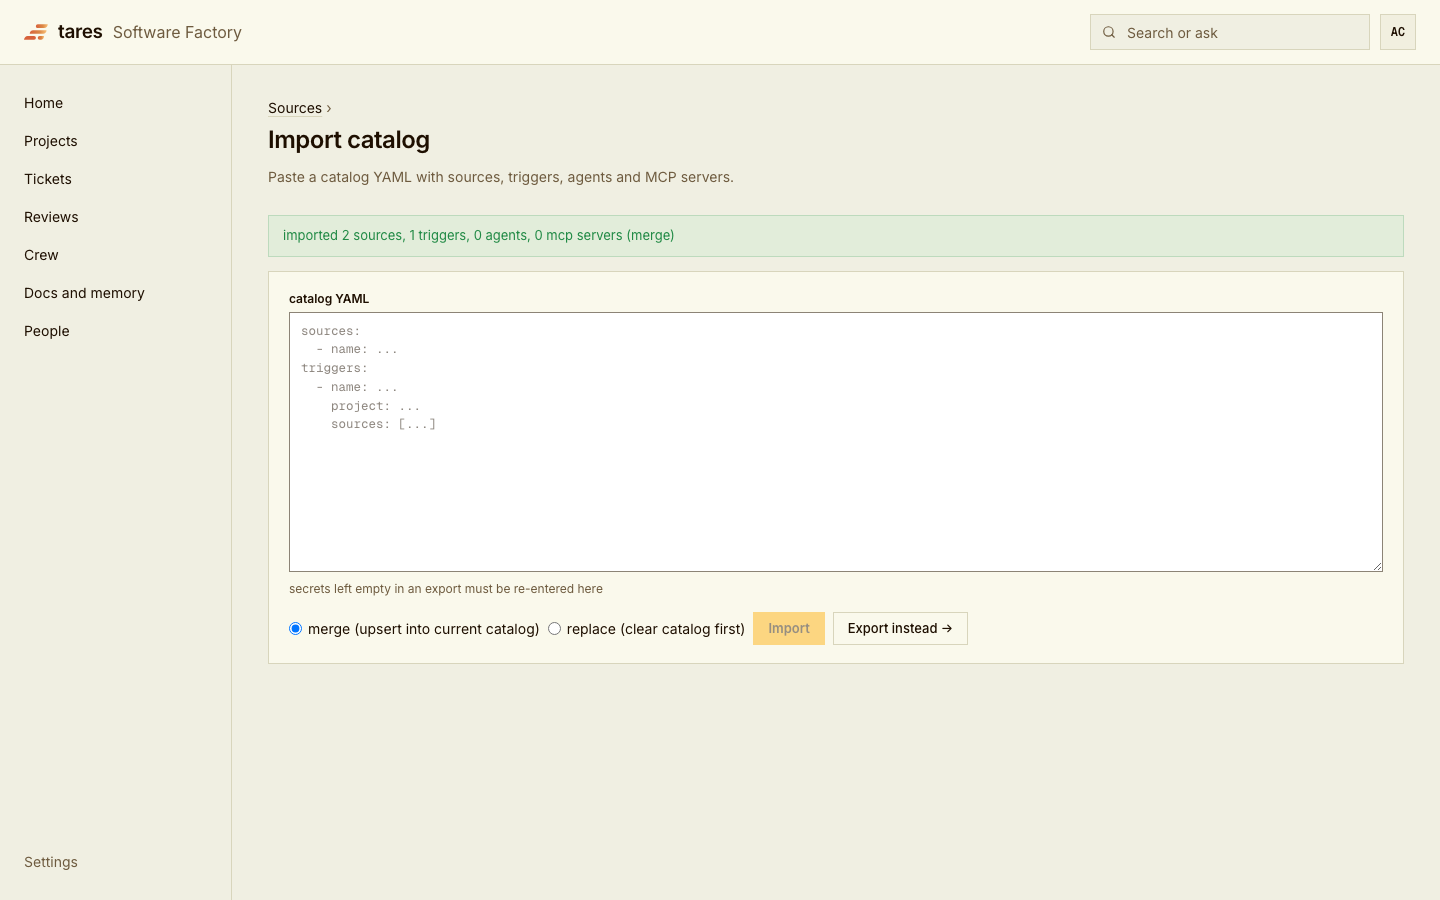 tares Software Factory
Search or ask
AC
Home
Projects
Tickets
Reviews
Crew
Docs and memory
People
Settings
Sources ›
Import catalog
Paste a catalog YAML with sources, triggers, agents and MCP servers.
imported 2 sources, 1 triggers, 0 agents, 0 mcp servers (merge)
catalog YAML
sources:
  - name: ...
triggers:
  - name: ...
    project: ...
    sources: [...]
secrets left empty in an export must be re-entered here
merge (upsert into current catalog) replace (clear catalog first) Import Export instead →